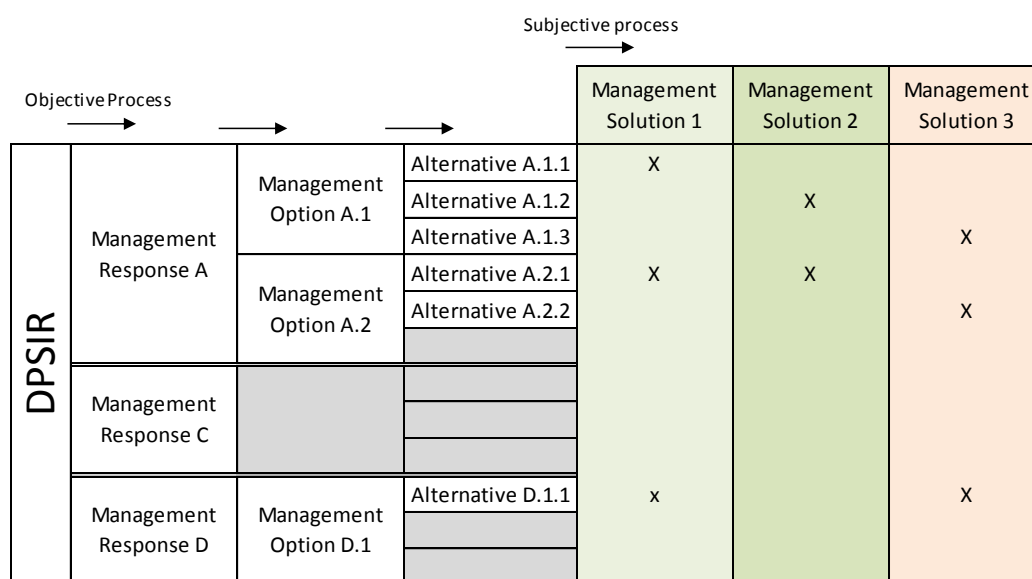 Subjective process
Objective Process
Management
Solution 1
Management
Solution 2
Management
Solution 3
DPSIR
Management
Response A
Management
Option A.1
Alternative A.1.1
X
Alternative A.1.2
X
Alternative A.1.3
X
Management
Option A.2
Alternative A.2.1
X
X
Alternative A.2.2
X
Management
Response C
Management
Response D
Management
Option D.1
Alternative D.1.1
x
X